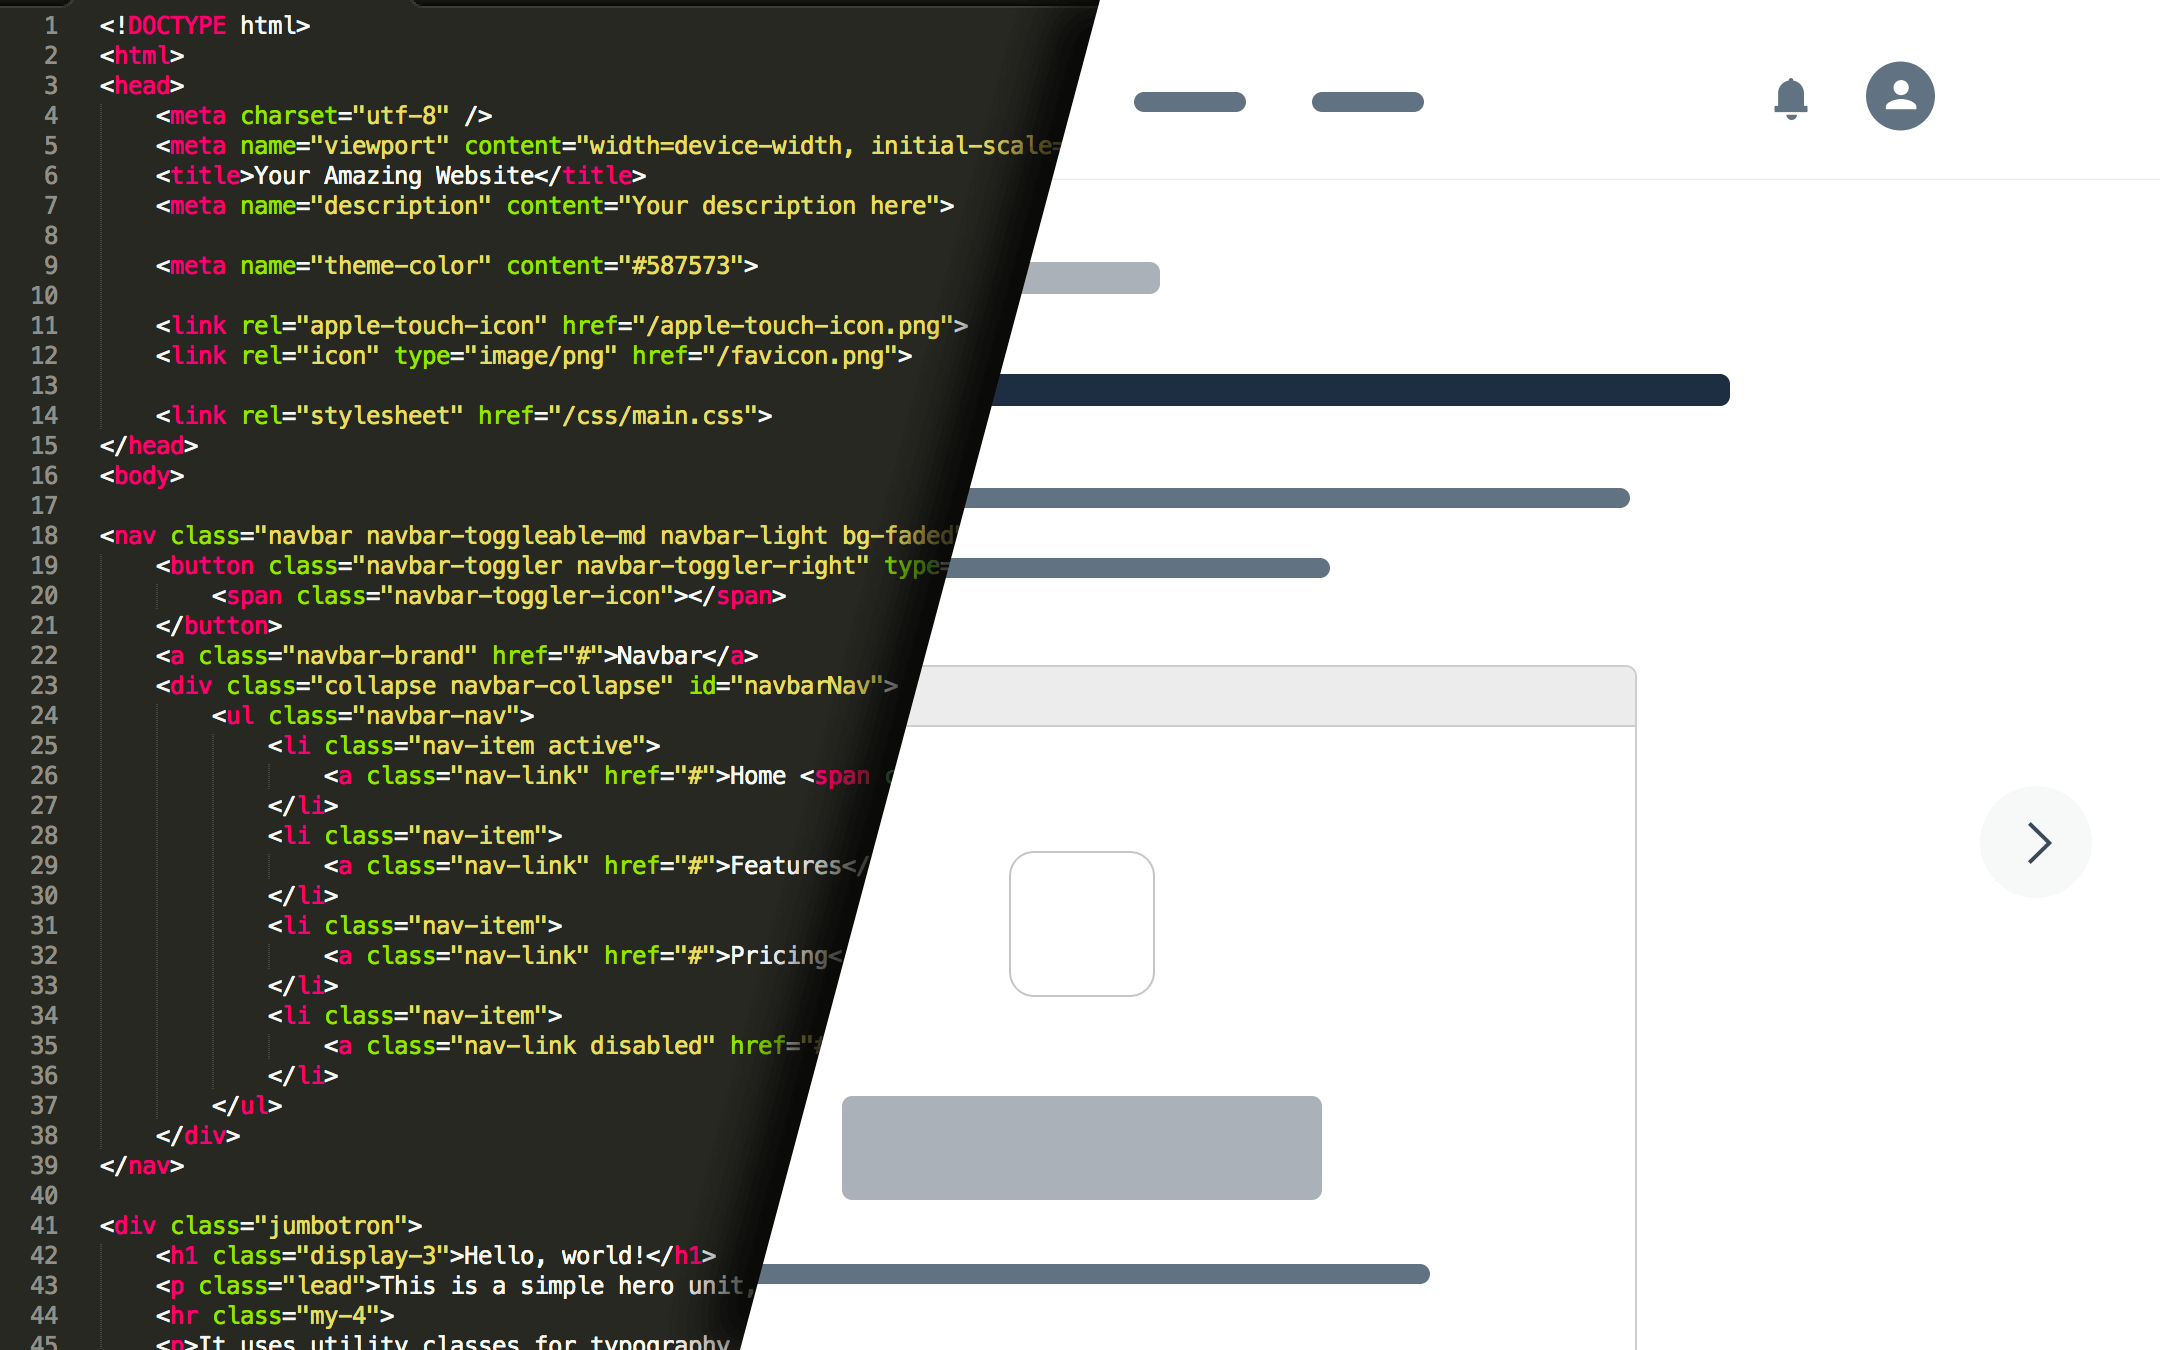 1 <!DOCTYPE html>
2 <html>
3 <head>
4 <meta charset="utf-8" />
5 <meta name="viewport" content="width=device-width, initial-scale=
6 <title>Your Amazing Website</title>
7 <meta name="description" content="Your description here">
8
9 <meta name="theme-color" content="#587573">
10
11 <link rel="apple-touch-icon" href="/apple-touch-icon.png">
12 <link rel="icon" type="image/png" href="/favicon.png">
13
14 <link rel="stylesheet" href="/css/main.css">
15 </head>
16 <body>
17
18 <nav class="navbar navbar-toggleable-md navbar-light bg-faded"
19 <button class="navbar-toggler navbar-toggler-right" type=
20 <span class="navbar-toggler-icon"></span>
21 </button>
22 <a class="navbar-brand" href="#">Navbar</a>
23 <div class="collapse navbar-collapse" id="navbarNav">
24 <ul class="navbar-nav">
25 <li class="nav-item active">
26 <a class="nav-link" href="#">Home <span c
27 </li>
28 <li class="nav-item">
29 <a class="nav-link" href="#">Features</
30 </li>
31 <li class="nav-item">
32 <a class="nav-link" href="#">Pricing<
33 </li>
34 <li class="nav-item">
35 <a class="nav-link disabled" href="#
36 </li>
37 </ul>
38 </div>
39 </nav>
40
41 <div class="jumbotron">
42 <h1 class="display-3">Hello, world!</h1>
43 <p class="lead">This is a simple hero unit,
44 <hr class="my-4">
45 <p>It uses utility classes for typography